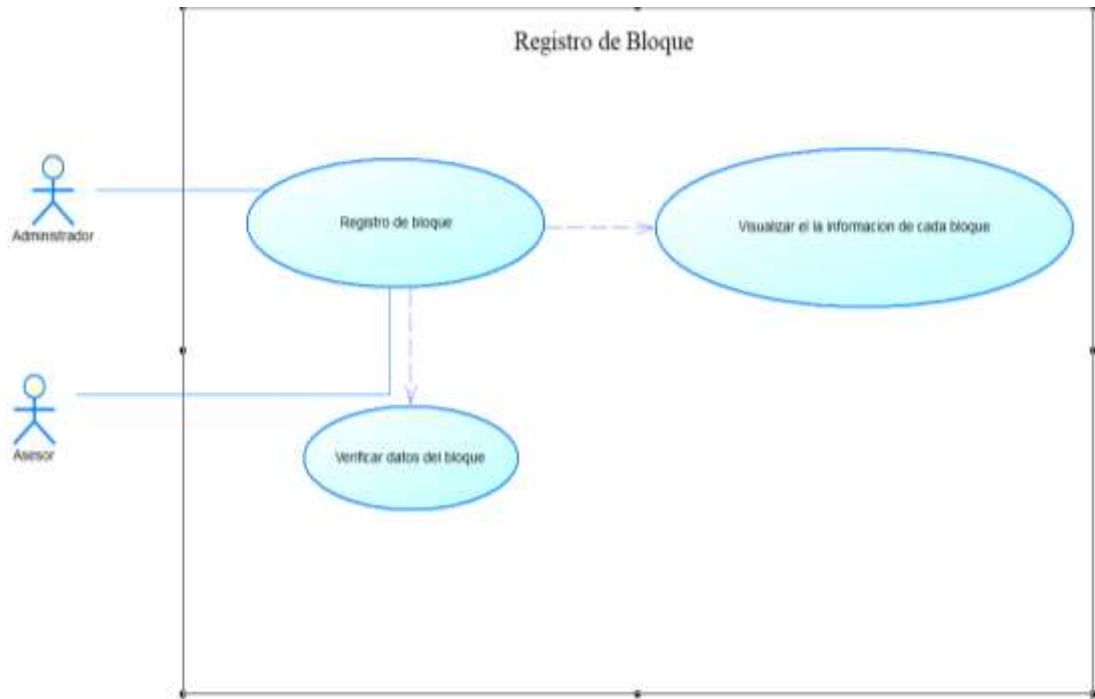 Registro de Bloque
Administrador
Registro de bloque
Visualizar el la informacion de cada bloque
Asesor
Verificar datos del bloque